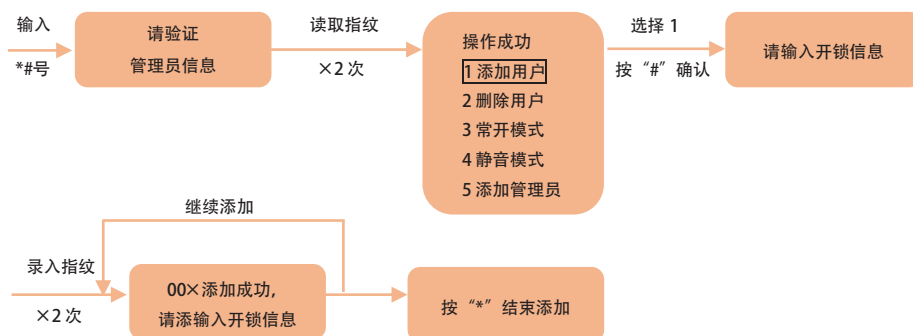 输入
*#号
请验证
管理员信息
读取指纹
×2 次
操作成功
1 添加用户
2 删除用户
3 常开模式
4 静音模式
5 添加管理员
选择 1
按“#”确认
请输入开锁信息
继续添加
录入指纹
×2 次
00×添加成功，
请添输入开锁信息
按“*”结束添加